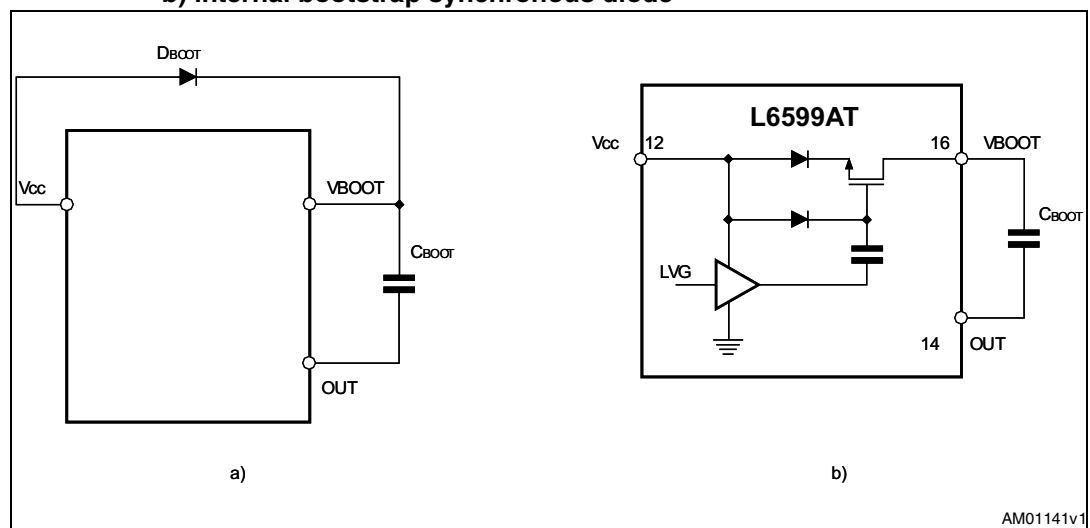 b) Internal bootstrap synchronous diode
DBOOT
Vcc
VBOOT
CBOOT
OUT
a)
L6599AT
Vcc 12
16 VBOOT
CBOOT
LVG
14 OUT
b)
AM01141v1